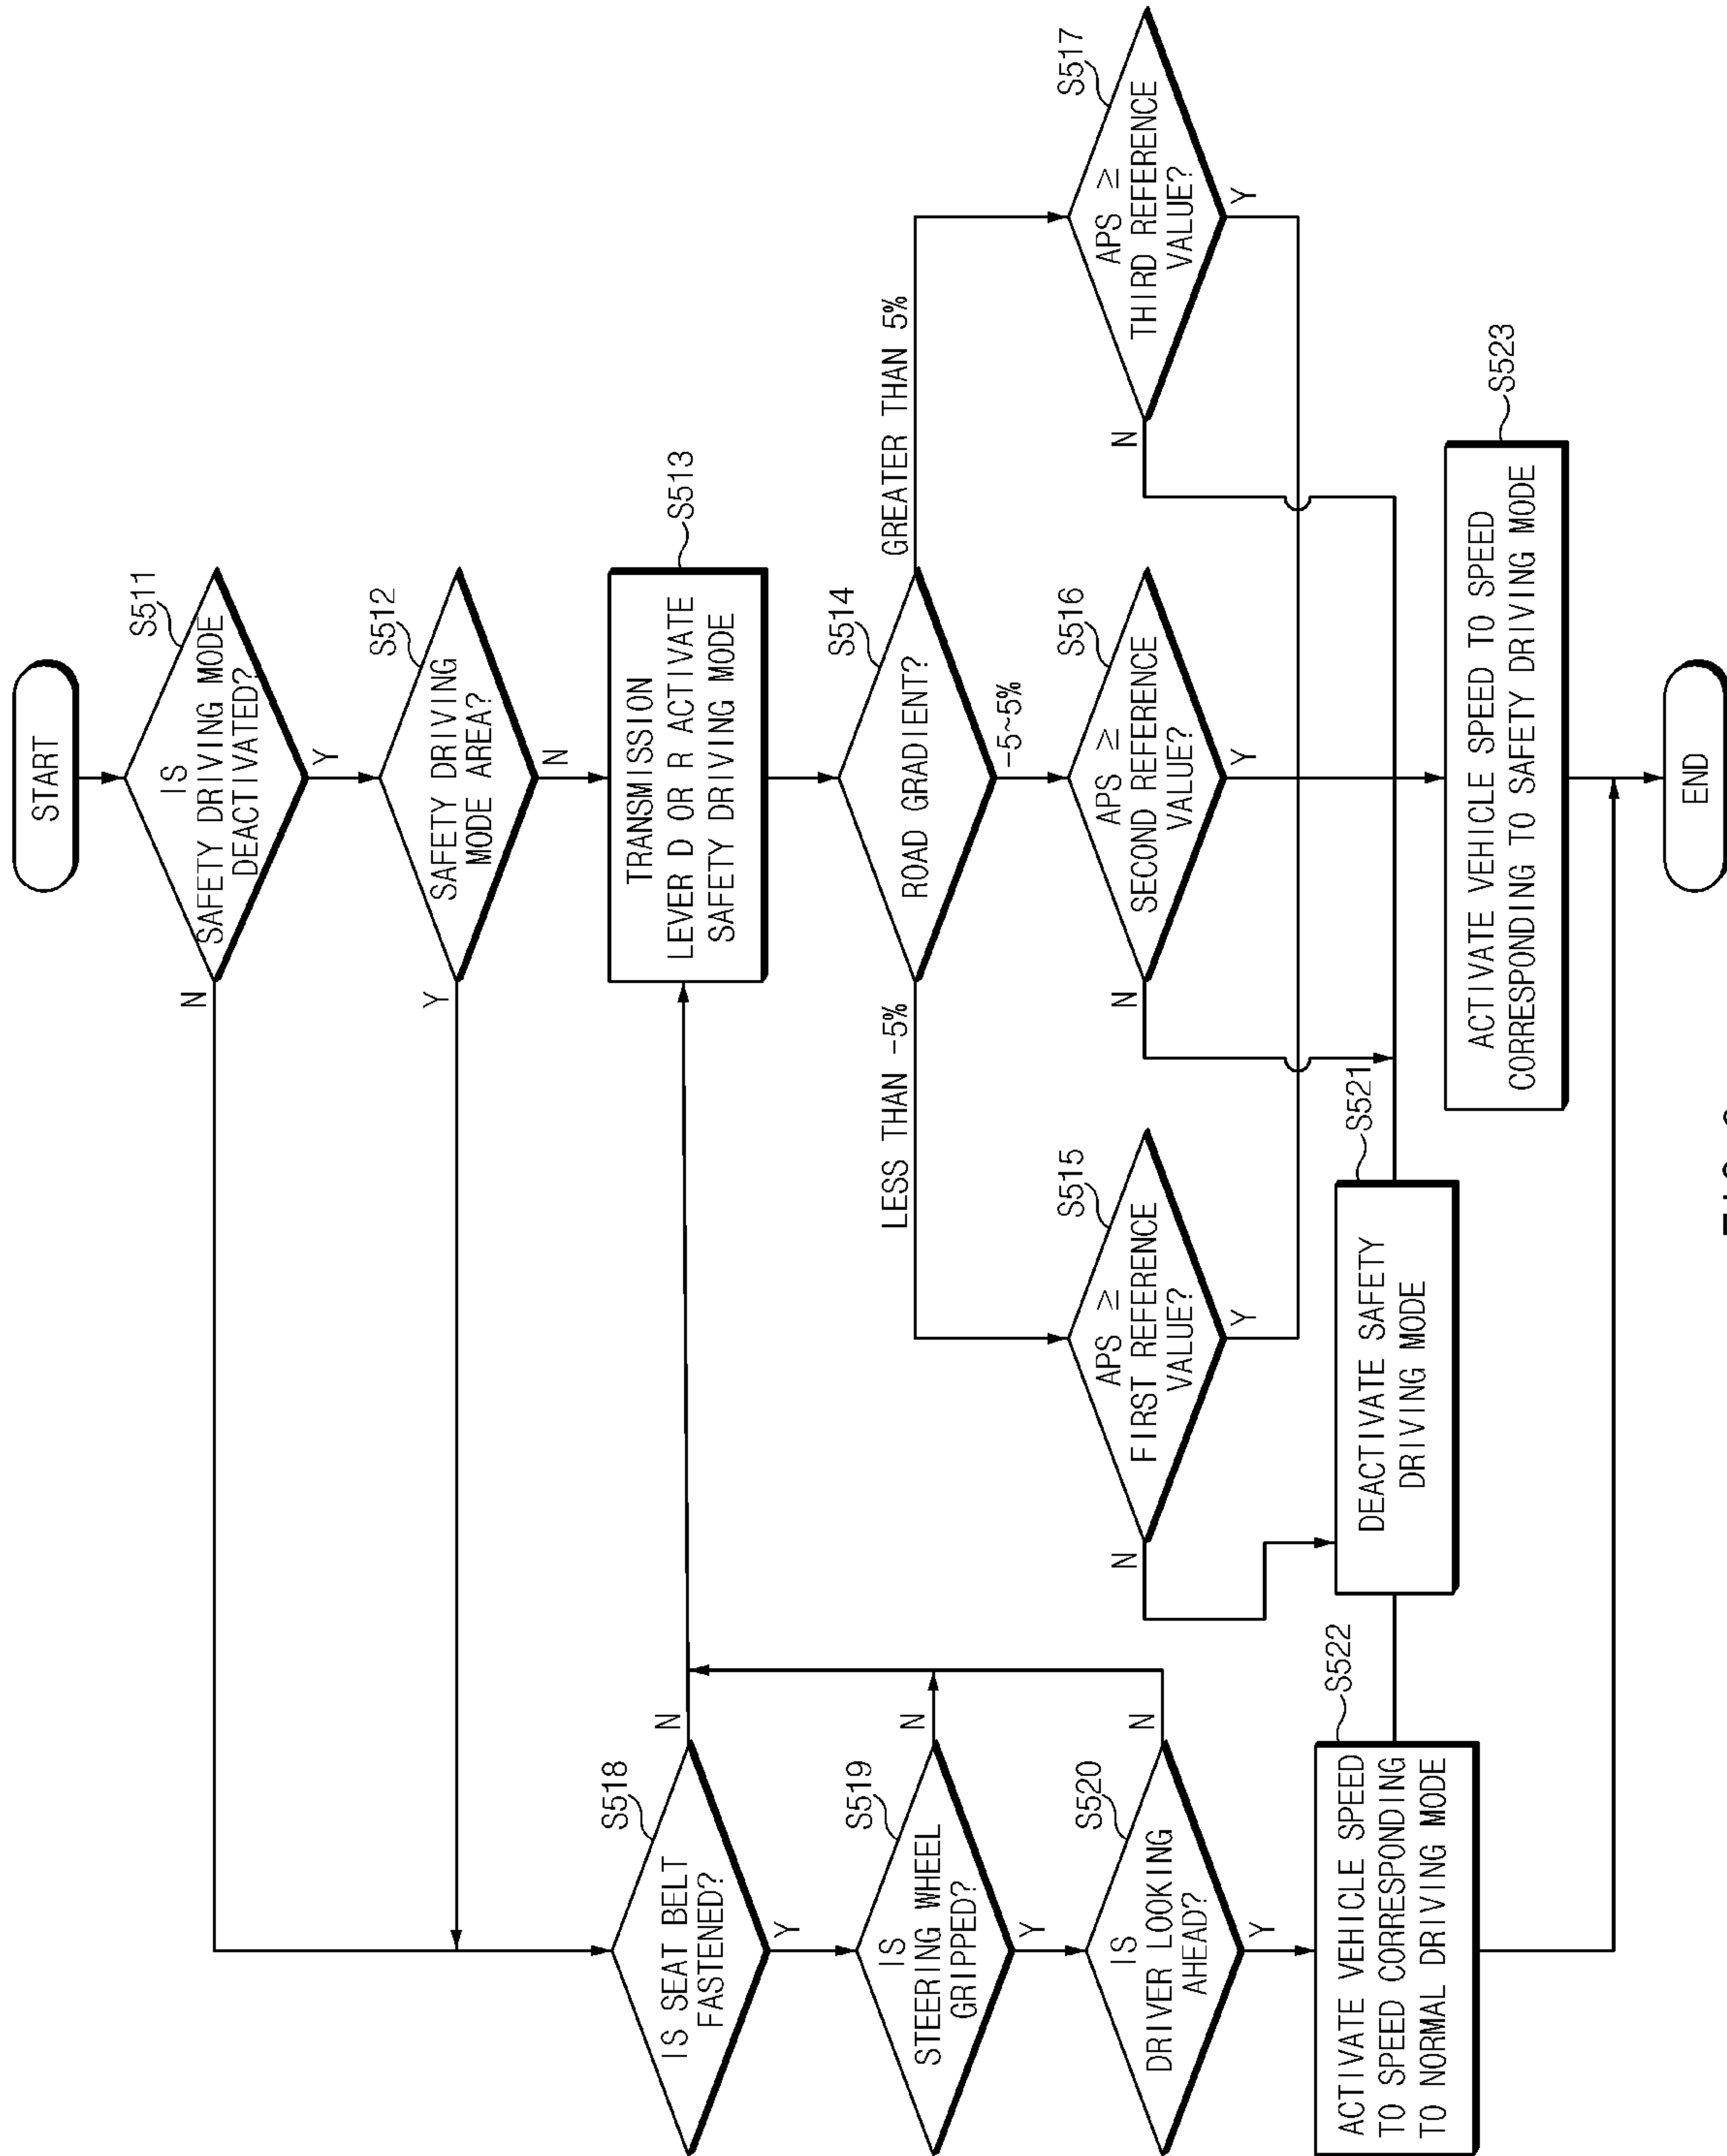 START
IS
SAFETY DRIVING MODE
DEACTIVATED?
S511
N
Y
SAFETY DRIVING
MODE AREA?
S512
Y
N
TRANSMISSION
LEVER D OR R ACTIVATE
SAFETY DRIVING MODE
S513
ROAD GRADIENT?
S514
LESS THAN -5%
-5~5%
GREATER THAN 5%
APS ≥
FIRST REFERENCE
VALUE?
S515
N
Y
APS ≥
SECOND REFERENCE
VALUE?
S516
N
Y
APS ≥
THIRD REFERENCE
VALUE?
S517
N
Y
IS SEAT BELT
FASTENED?
S518
N
Y
IS
STEERING WHEEL
GRIPPED?
S519
N
Y
IS
DRIVER LOOKING
AHEAD?
S520
N
Y
DEACTIVATE SAFETY
DRIVING MODE
S521
ACTIVATE VEHICLE SPEED
TO SPEED CORRESPONDING
TO NORMAL DRIVING MODE
S522
ACTIVATE VEHICLE SPEED TO SPEED
CORRESPONDING TO SAFETY DRIVING MODE
S523
END